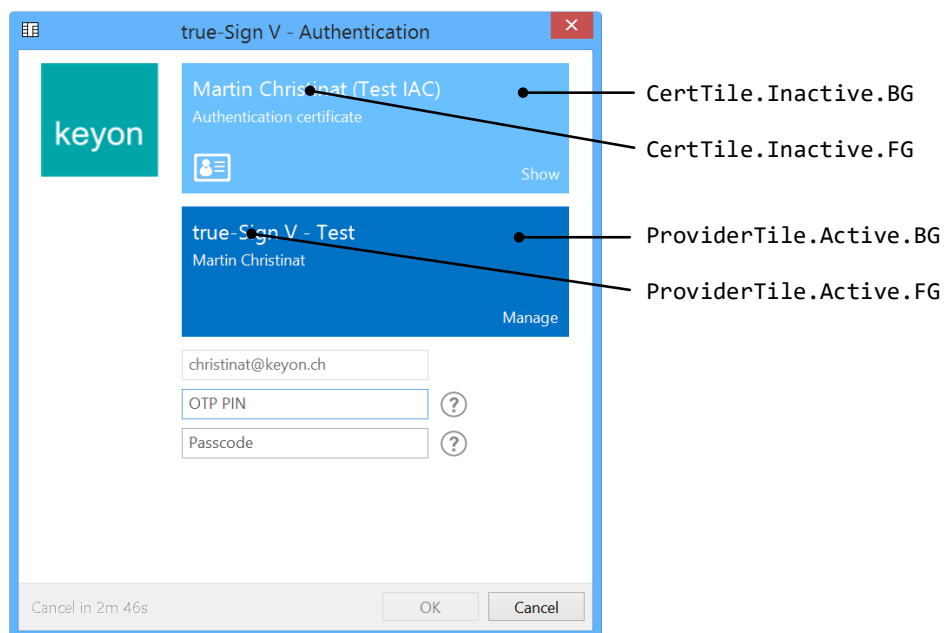 true-Sign V - Authentication
keyon
Martin Christinat (Test IAC)
Authentication certificate
Show
CertTile.Inactive.BG
CertTile.Inactive.FG
true-Sign V - Test
Martin Christinat
Manage
ProviderTile.Active.BG
ProviderTile.Active.FG
christinat@keyon.ch
OTP PIN
?
Passcode
?
Cancel in 2m 46s
OK
Cancel